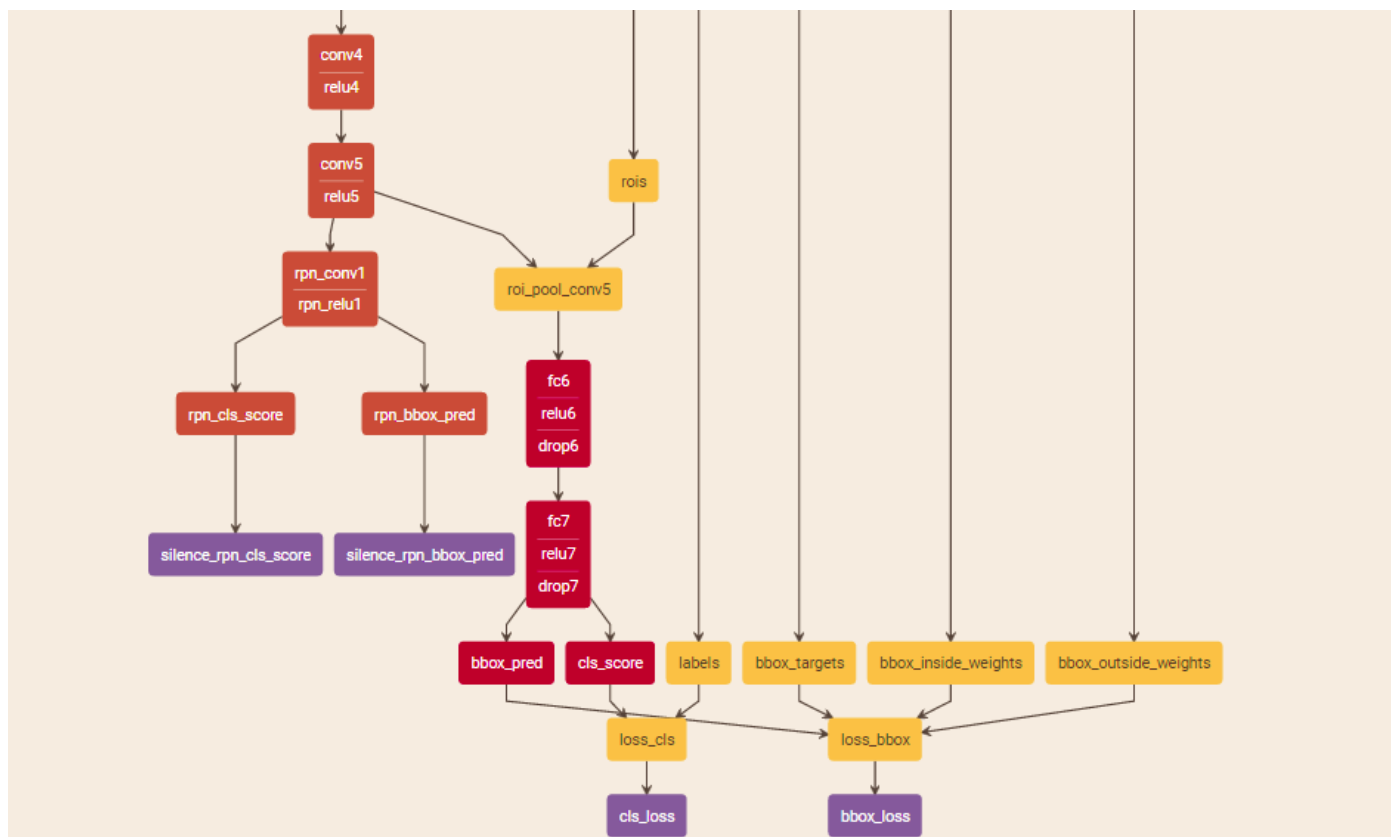 conv4
relu4
conv5
relu5
rois
rpn_conv1
rpn_relu1
roi_pool_conv5
fc6
relu6
drop6
rpn_cls_score
rpn_bbox_pred
fc7
relu7
drop7
silence_rpn_cls_score
silence_rpn_bbox_pred
bbox_pred
cls_score
labels
bbox_targets
bbox_inside_weights
bbox_outside_weights
loss_cls
loss_bbox
cls_loss
bbox_loss